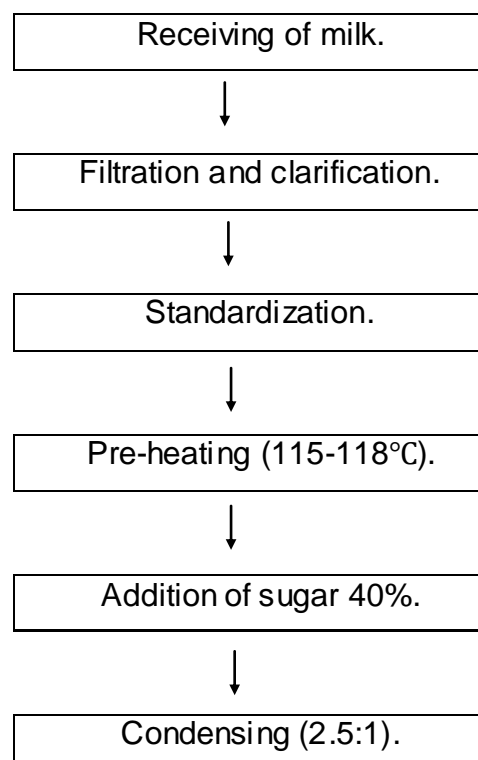 Receiving of milk.
Filtration and clarification.
Standardization.
Pre-heating (115-118℃).
Addition of sugar 40%.
Condensing (2.5:1).